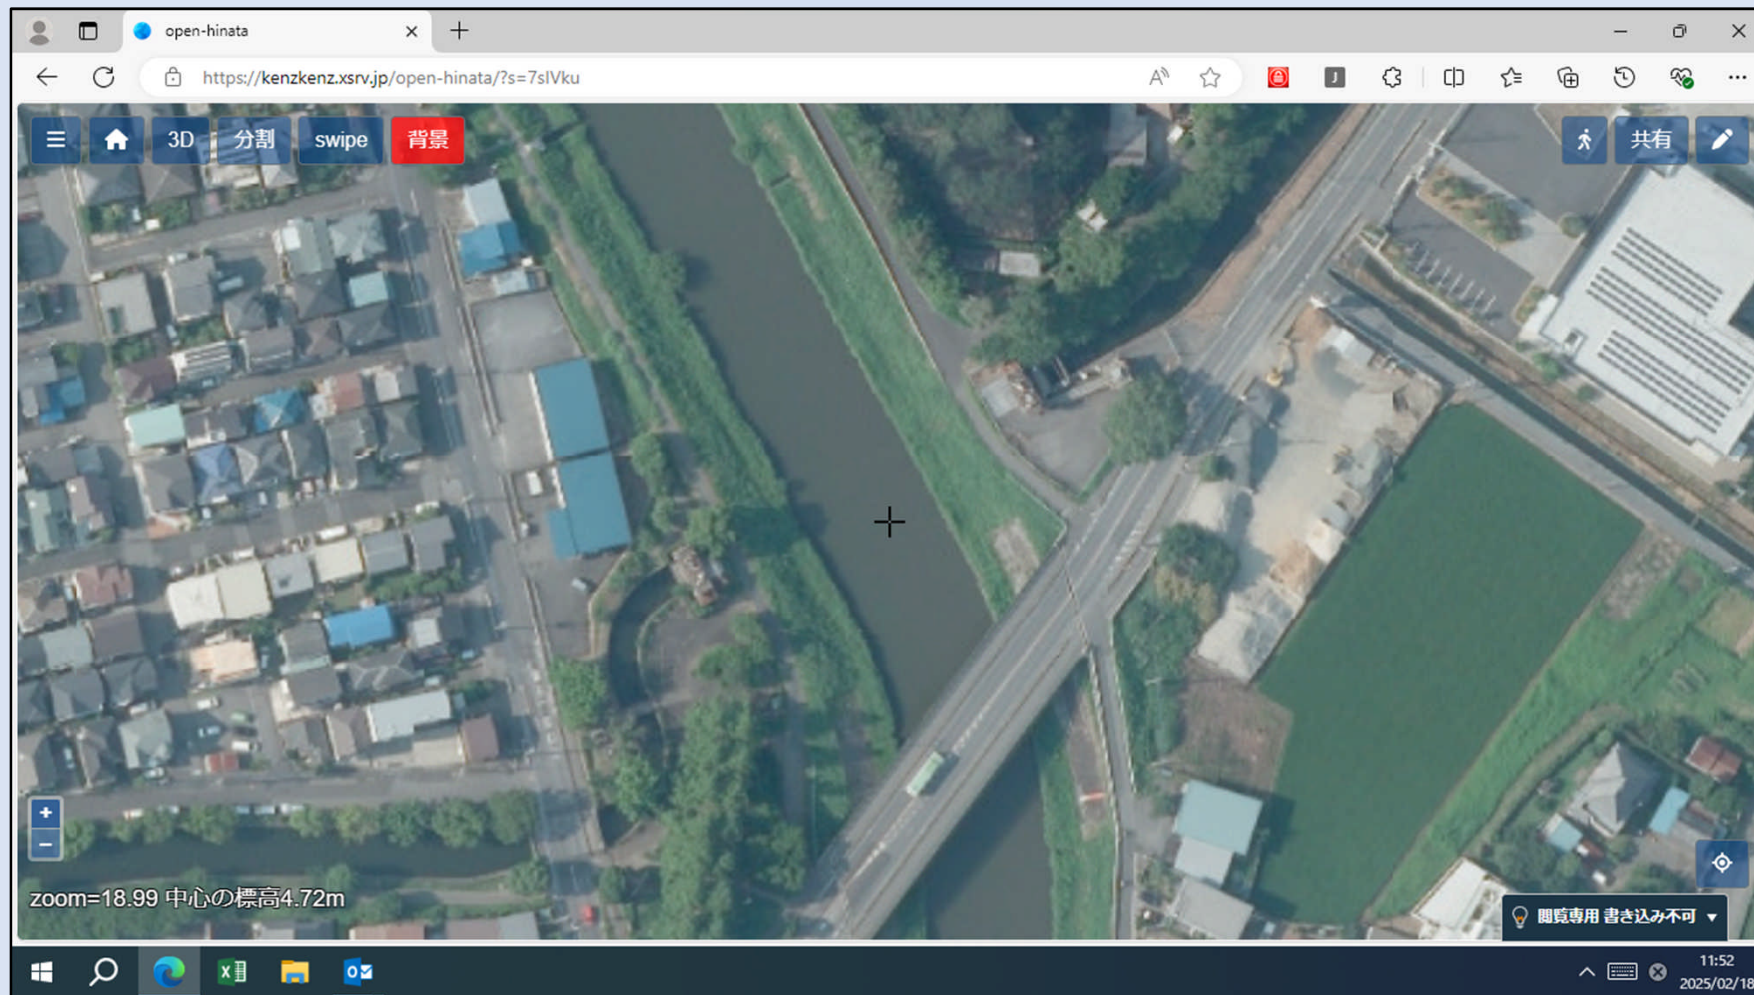 open-hinata
https://kenzkenz.xsrv.jp/open-hinata/?s=7sIVku
3D 分割 swipe 背景
共有
+
−
zoom=18.99 中心の標高4.72m
閲覧専用 書き込み不可
11:52
2025/02/18